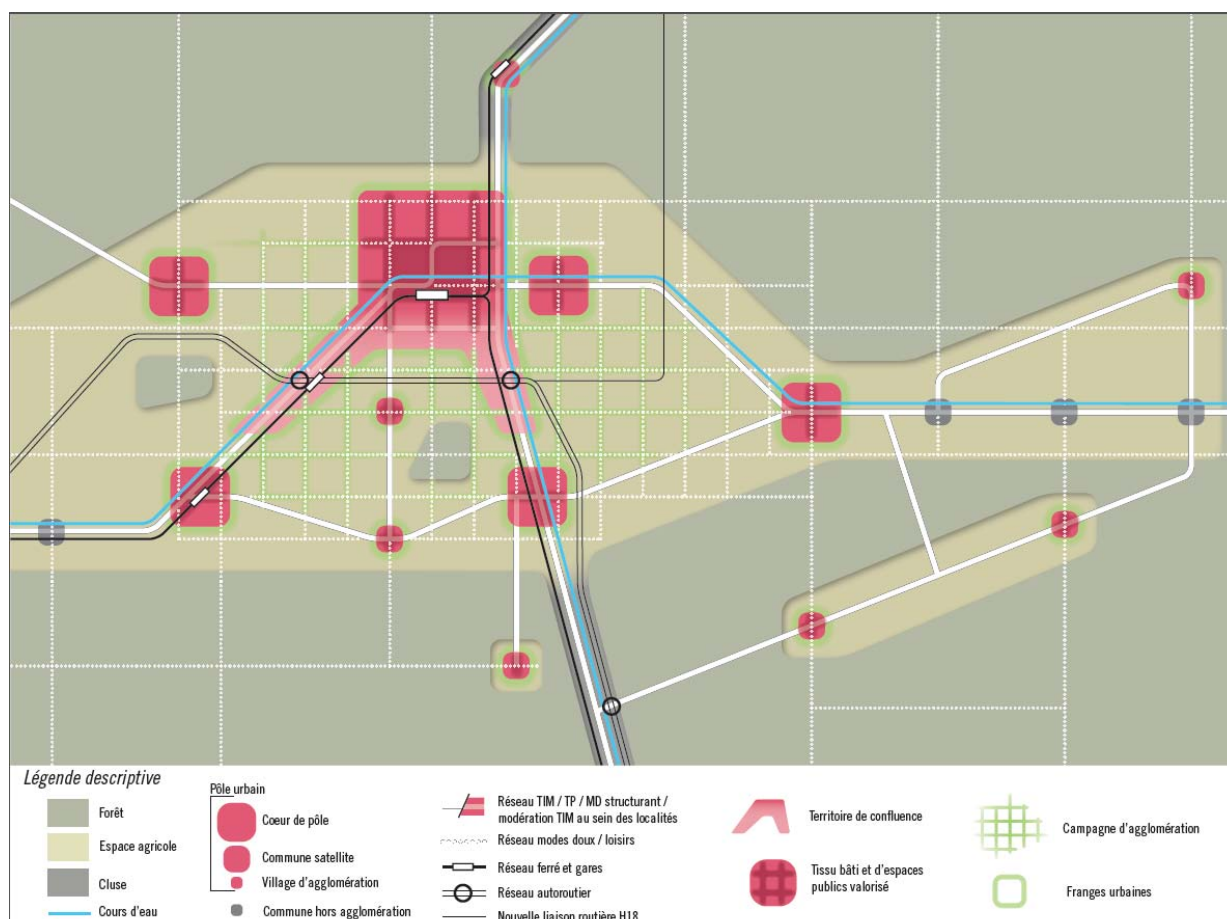 Légende descriptive
Forêt
Espace agricole
Cluse
Cours d'eau
Pôle urbain
Coeur de pôle
Commune satellite
Village d'agglomération
Commune hors agglomération
Réseau TIM / TP / MD structurant /
modération TIM au sein des localités
Réseau modes doux / loisirs
Réseau ferré et gares
Réseau autoroutier
Nouvelle liaison routière H18
Territoire de confluence
Tissu bâti et d'espaces
publics valorisé
Campagne d'agglomération
Franges urbaines